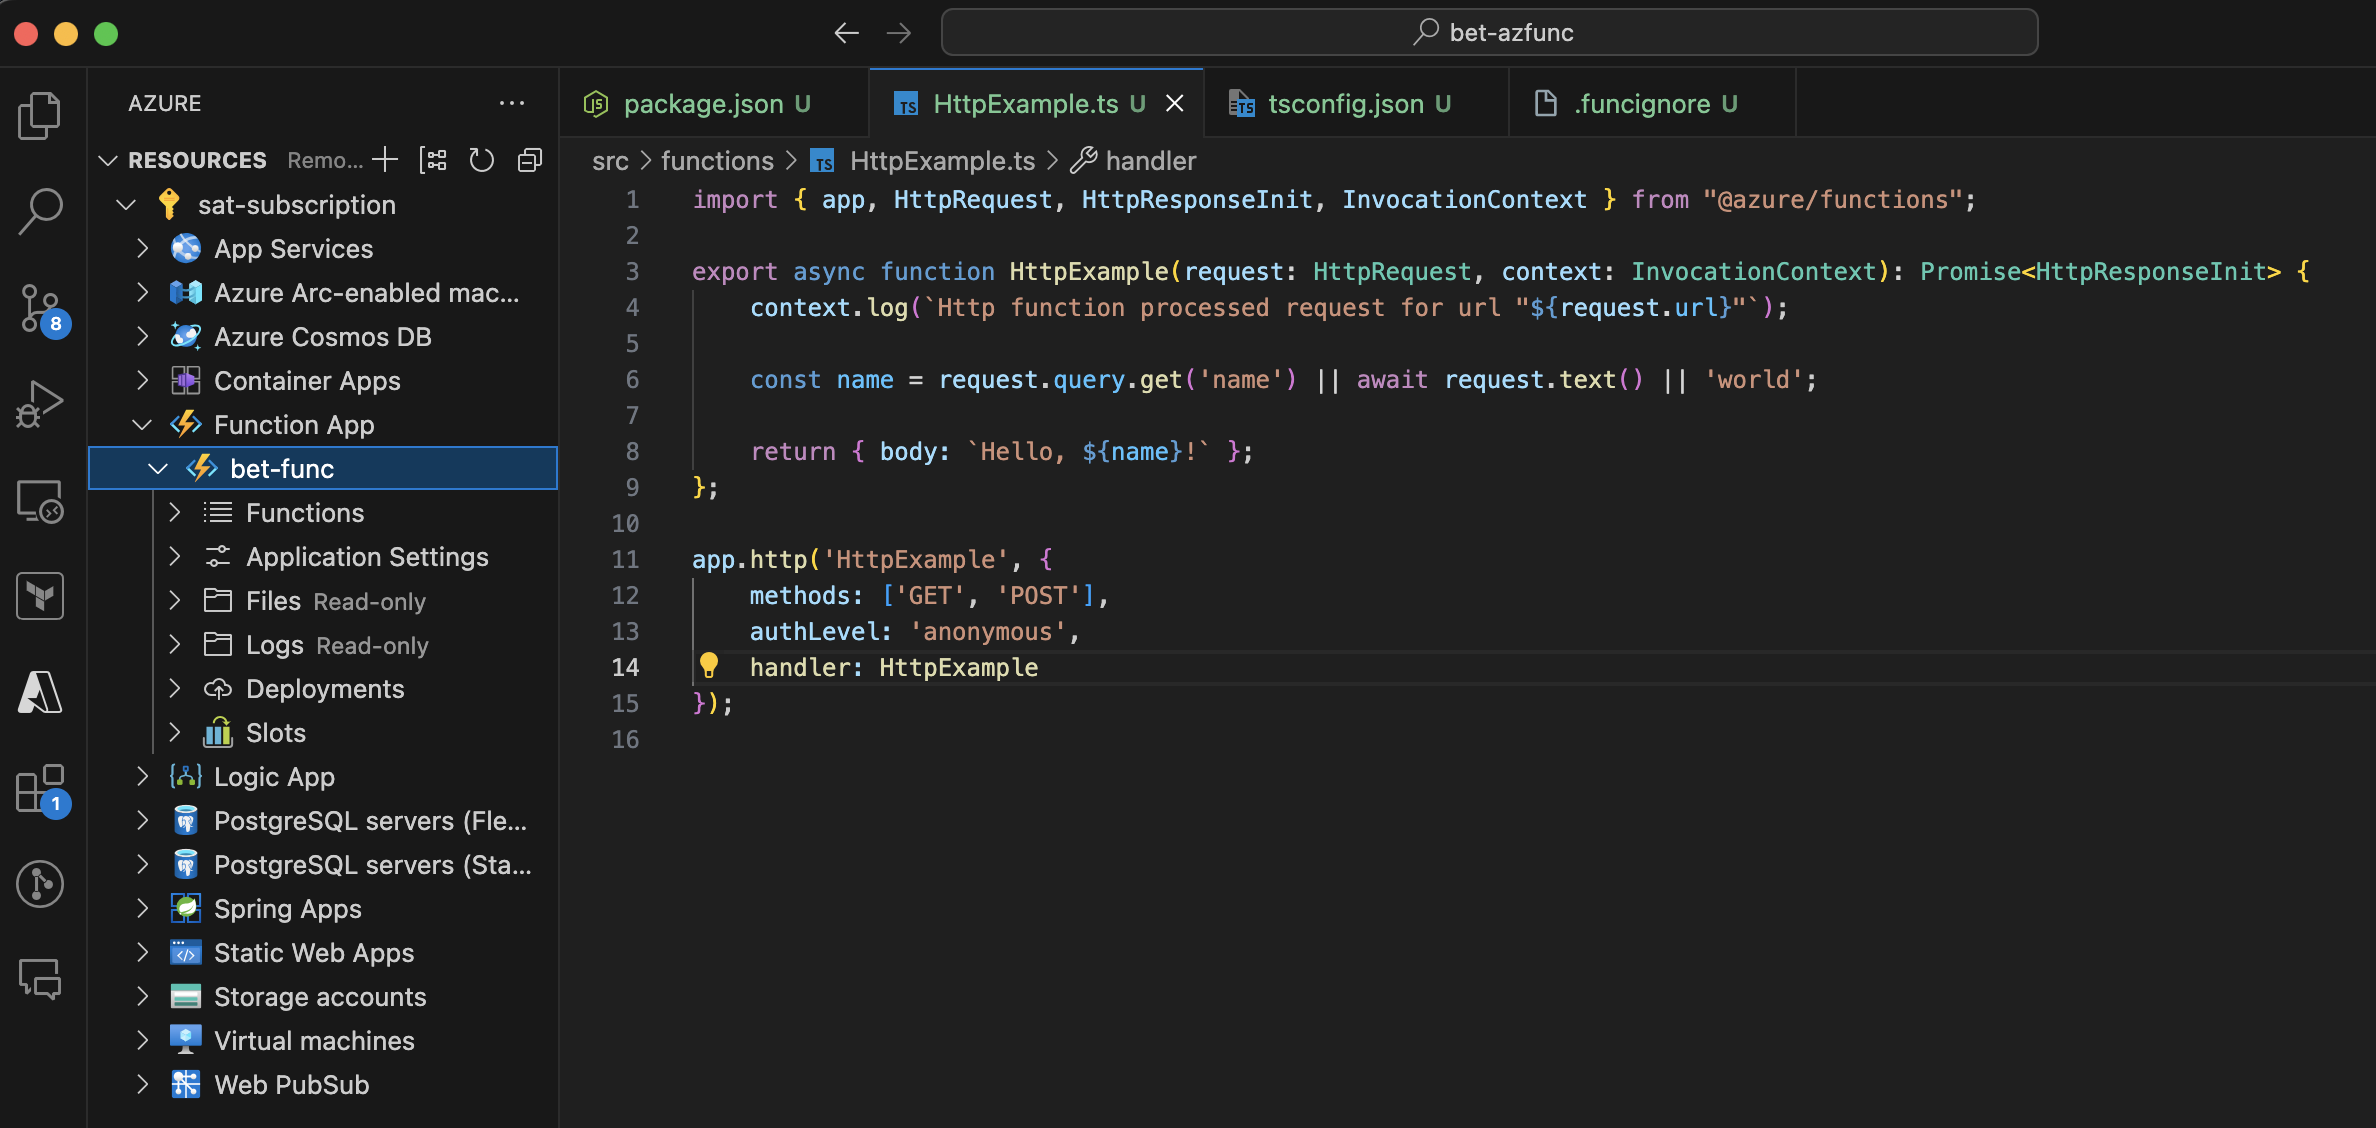 bet-azfunc
AZURE
RESOURCES Remo...
sat-subscription
App Services
Azure Arc-enabled mac...
Azure Cosmos DB
Container Apps
Function App
bet-func
Functions
Application Settings
Files Read-only
Logs Read-only
Deployments
Slots
Logic App
PostgreSQL servers (Fle...
PostgreSQL servers (Sta...
Spring Apps
Static Web Apps
Storage accounts
Virtual machines
Web PubSub
8
1
package.json U
TS HttpExample.ts U
TS tsconfig.json U
.funcignore U
src > functions > TS HttpExample.ts > handler
1 import { app, HttpRequest, HttpResponseInit, InvocationContext } from "@azure/functions";
2
3 export async function HttpExample(request: HttpRequest, context: InvocationContext): Promise<HttpResponseInit> {
4 context.log(`Http function processed request for url "${request.url}"`);
5
6 const name = request.query.get('name') || await request.text() || 'world';
7
8 return { body: `Hello, ${name}!` };
9 };
10
11 app.http('HttpExample', {
12 methods: ['GET', 'POST'],
13 authLevel: 'anonymous',
14 handler: HttpExample
15 });
16